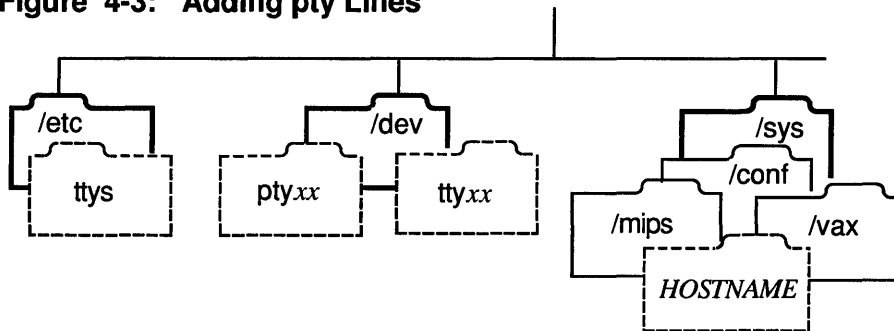 Figure 4-3: Adding pty Lines
/etc
ttys
/dev
ptyxx
ttyxx
/sys
/conf
/mips
/vax
HOSTNAME